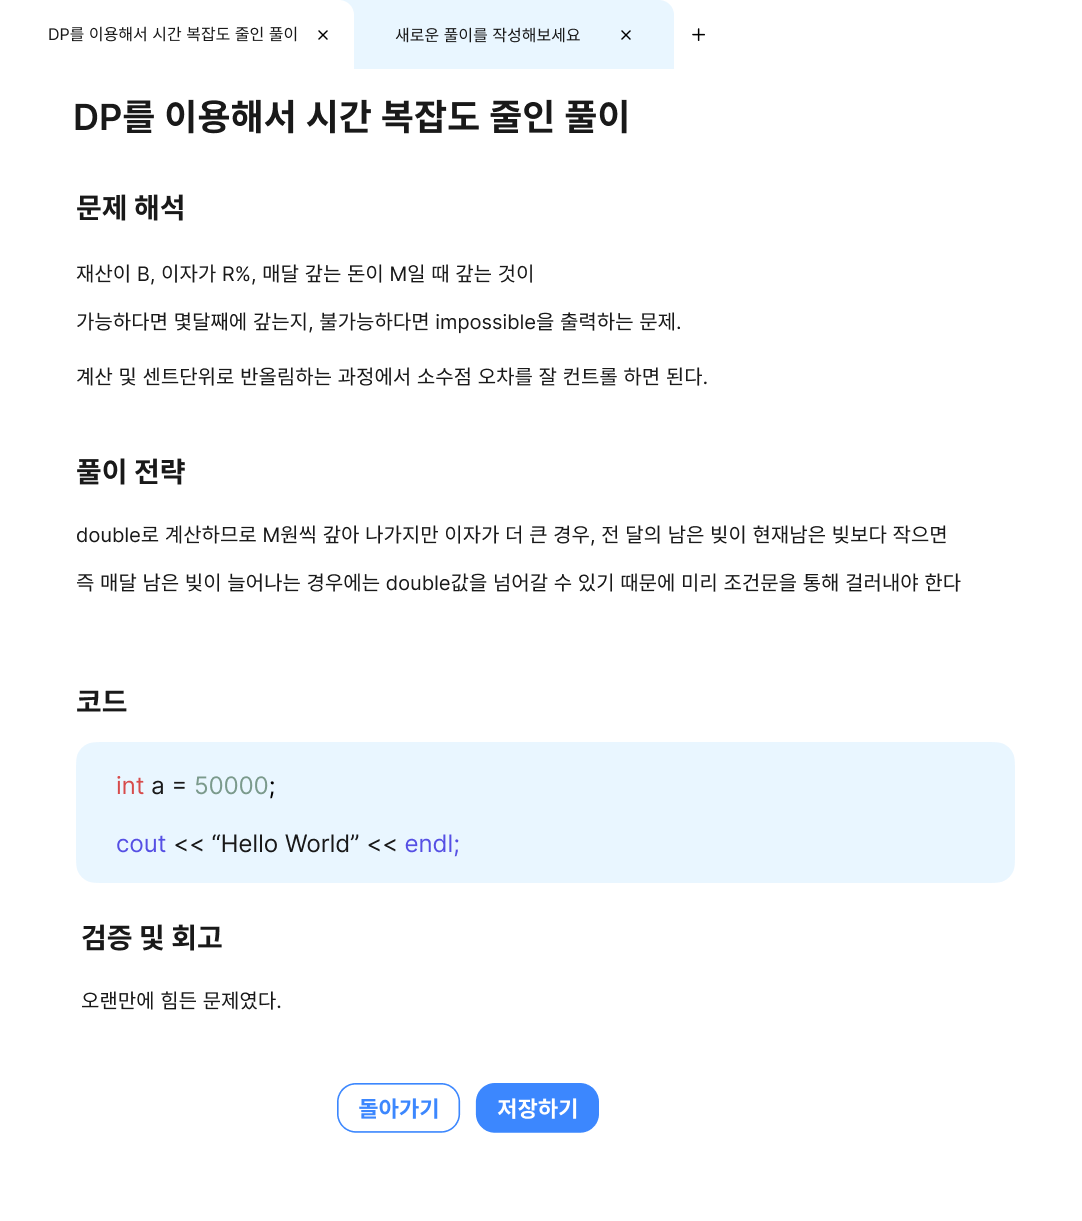 DP를 이용해서 시간 복잡도 줄인 풀이 ×
새로운 풀이를 작성해보세요 ×
+
DP를 이용해서 시간 복잡도 줄인 풀이
문제 해석
재산이 B, 이자가 R%, 매달 갚는 돈이 M일 때 갚는 것이
가능하다면 몇달째에 갚는지, 불가능하다면 impossible을 출력하는 문제.
계산 및 센트단위로 반올림하는 과정에서 소수점 오차를 잘 컨트롤 하면 된다.
풀이 전략
double로 계산하므로 M원씩 갚아 나가지만 이자가 더 큰 경우, 전 달의 남은 빚이 현재남은 빚보다 작으면
즉 매달 남은 빚이 늘어나는 경우에는 double값을 넘어갈 수 있기 때문에 미리 조건문을 통해 걸러내야 한다
코드
int a = 50000;
cout << “Hello World” << endl;
검증 및 회고
오랜만에 힘든 문제였다.
돌아가기
저장하기